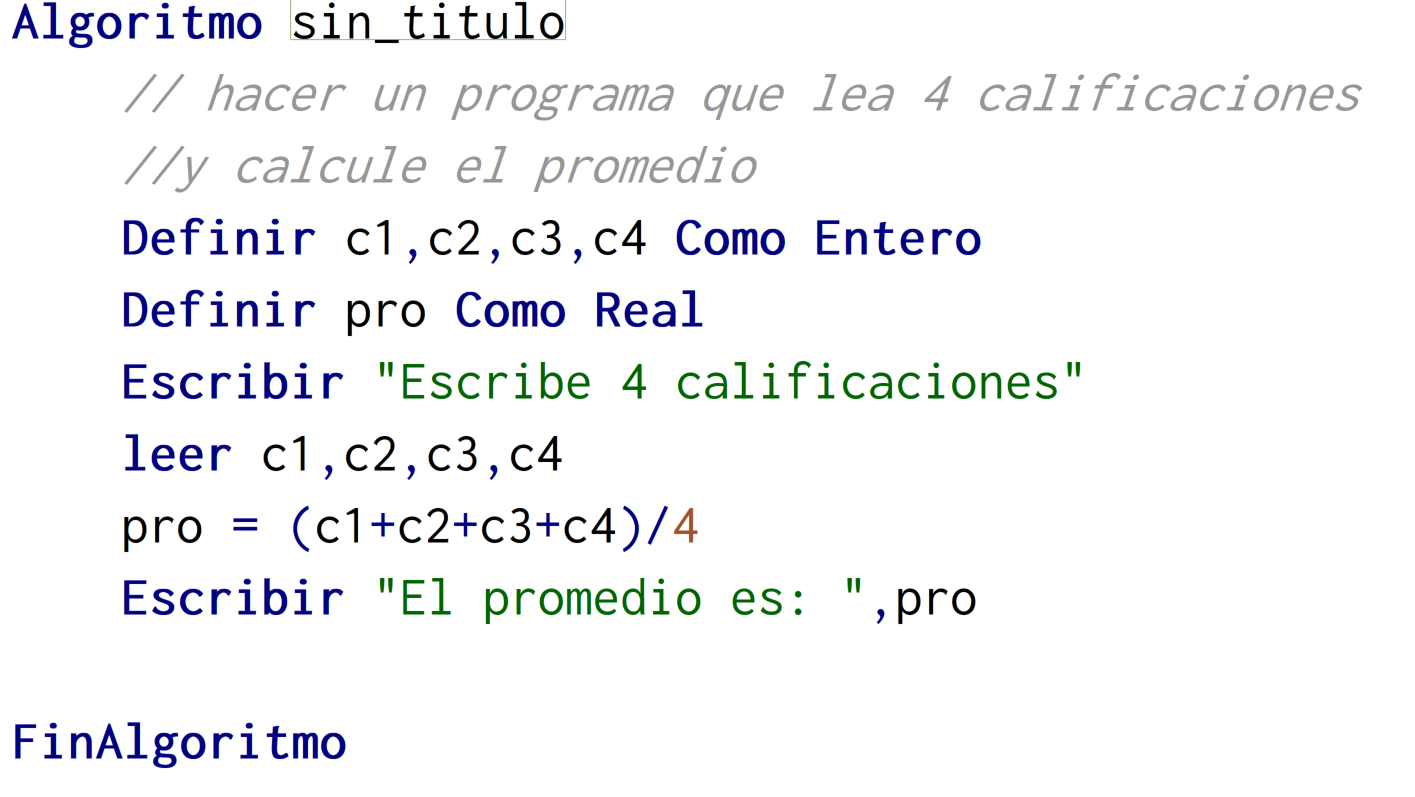 Algoritmo sin_titulo
// hacer un programa que lea 4 calificaciones
//y calcule el promedio
Definir c1,c2,c3,c4 Como Entero
Definir pro Como Real
Escribir "Escribe 4 calificaciones"
leer c1,c2,c3,c4
pro = (c1+c2+c3+c4)/4
Escribir "El promedio es: ",pro
FinAlgoritmo